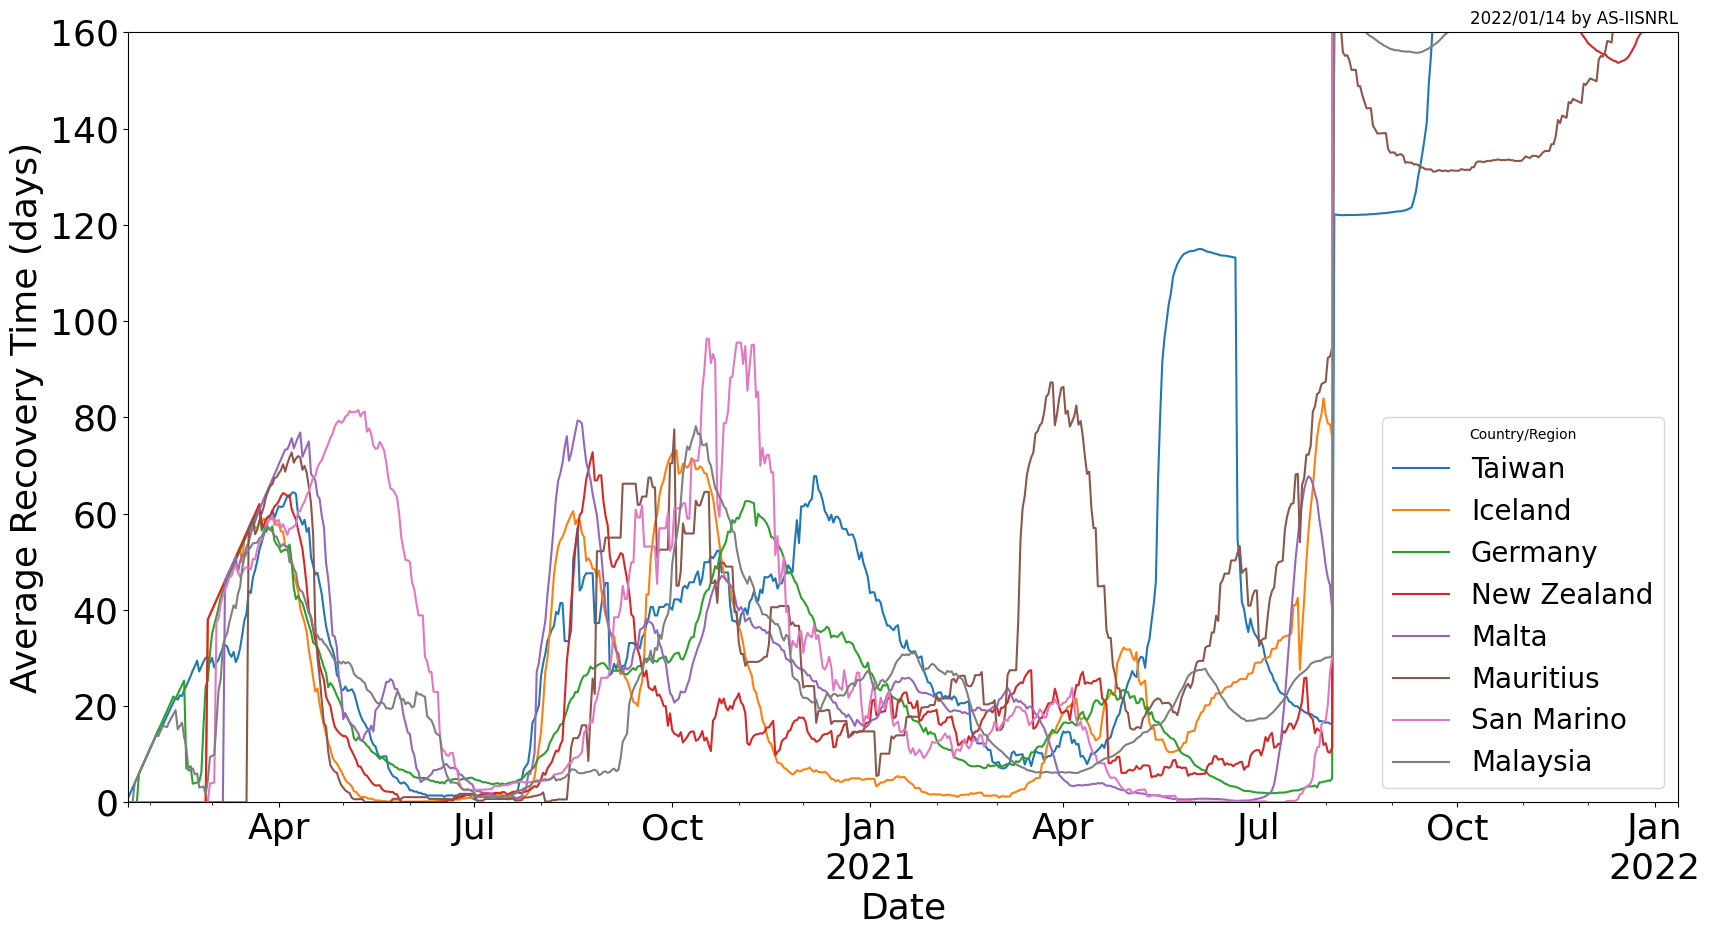 2022/01/14 by AS-IISNRL
160
140
120
100
80
60
40
20
0
Average Recovery Time (days)
Country/Region
Taiwan
Iceland
Germany
New Zealand
Malta
Mauritius
San Marino
Malaysia
Apr Jul Oct Jan Apr Jul Oct Jan
2021 2022
Date